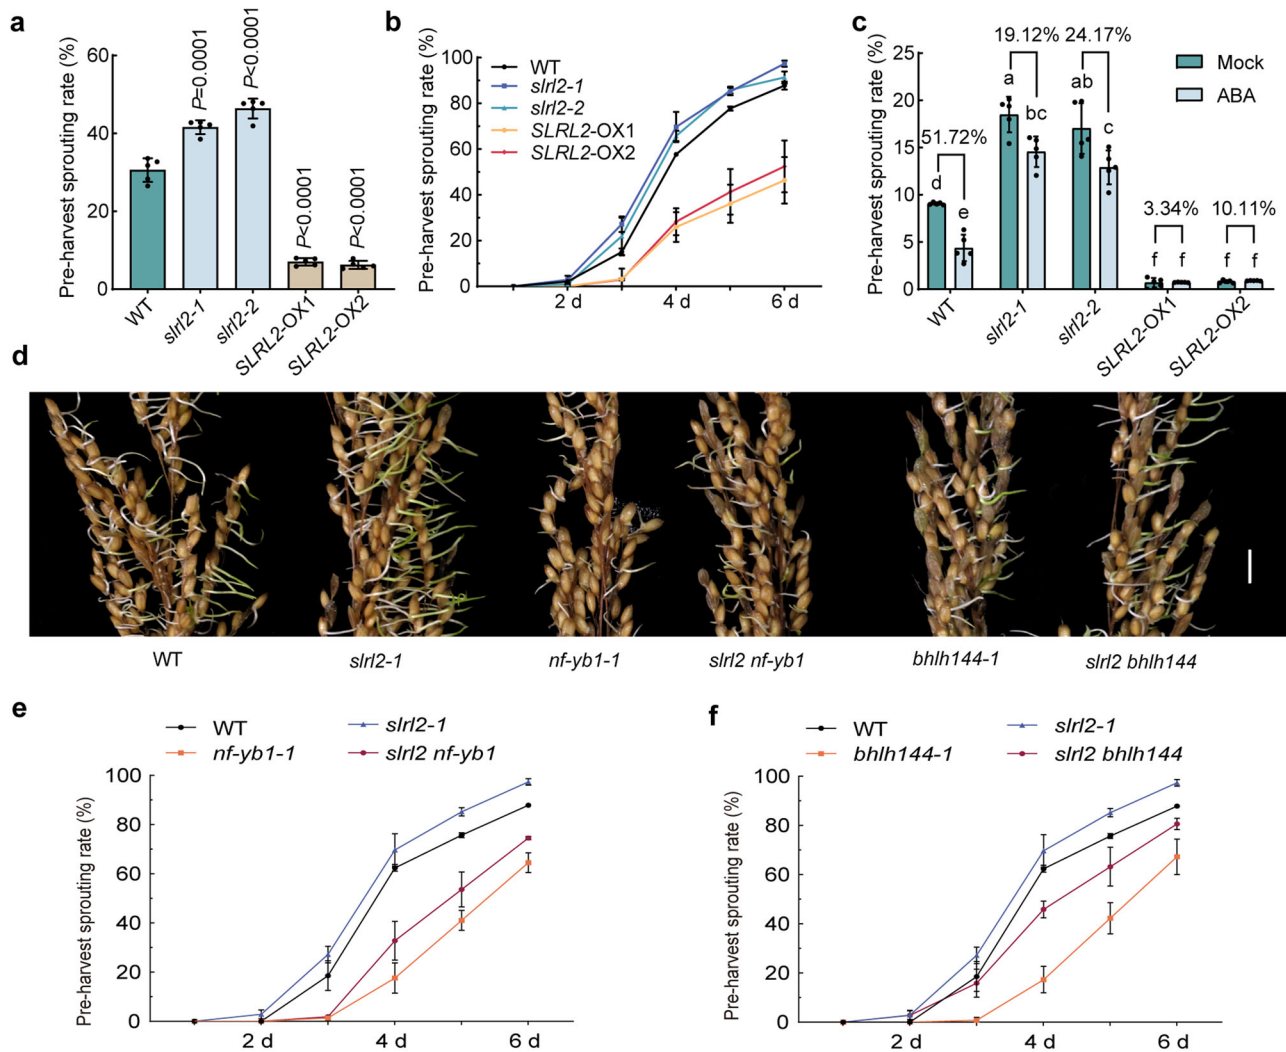 a
Pre-harvest sprouting rate (%)
60
40
20
0
P=0.0001
P<0.0001
P<0.0001
P<0.0001
WT
slrl2-1
slrl2-2
SLRL2-OX1
SLRL2-OX2
b
Pre-harvest sprouting rate (%)
100
80
60
40
20
0
WT
slrl2-1
slrl2-2
SLRL2-OX1
SLRL2-OX2
2 d
4 d
6 d
c
Pre-harvest sprouting rate (%)
25
20
15
10
5
0
51.72%
19.12%
24.17%
3.34%
10.11%
d
e
a
bc
ab
c
f
f
f
f
Mock
ABA
WT
slrl2-1
slrl2-2
SLRL2-OX1
SLRL2-OX2
d
WT
slrl2-1
nf-yb1-1
slrl2 nf-yb1
bhlh144-1
slrl2 bhlh144
e
WT
slrl2-1
nf-yb1-1
slrl2 nf-yb1
Pre-harvest sprouting rate (%)
100
80
60
40
20
0
2 d
4 d
6 d
f
WT
slrl2-1
bhlh144-1
slrl2 bhlh144
Pre-harvest sprouting rate (%)
100
80
60
40
20
0
2 d
4 d
6 d